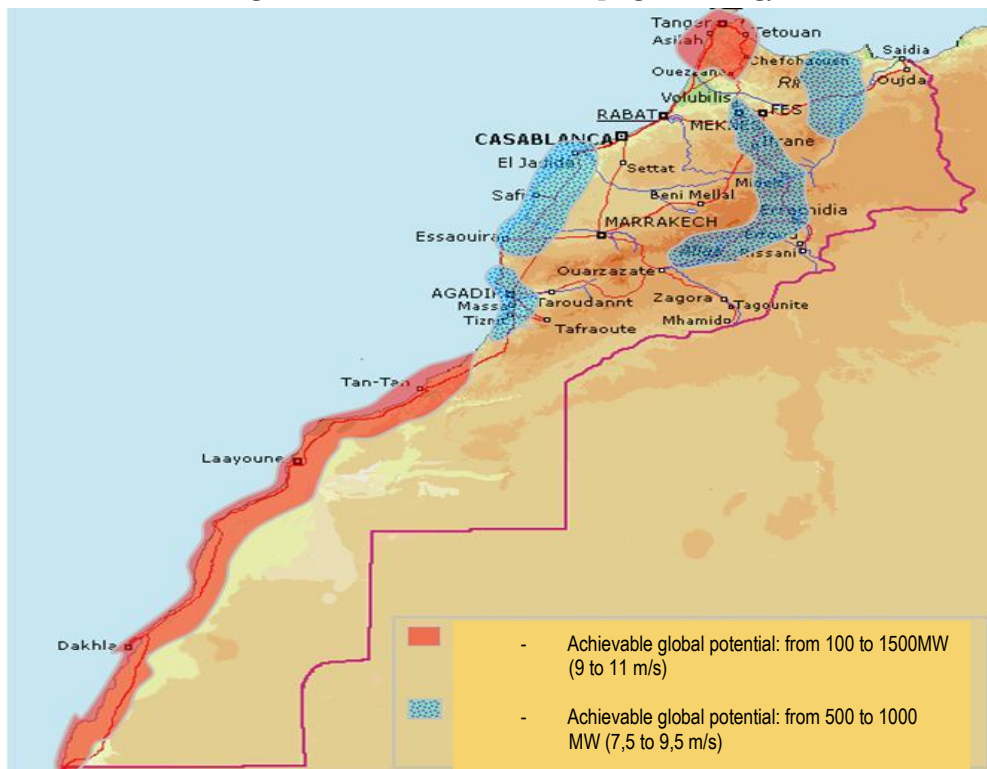 Tanger
Tetouan
Asilah
Saidia
Chefchaouen
Ouezzane
Oujda
Volubilis
RABAT
FES
MEKNES
CASABLANCA
Ifrane
El Jadida
Settat
Midelt
Safi
Beni Mellal
Errachidia
MARRAKECH
Essaouira
Rissani
Ouarzazate
AGADIR
Zagora
Taroudannt
Massa
Tagounite
Tiznit
Mhamid
Tafraoute
Tan-Tan
Laayoune
Dakhla
- Achievable global potential: from 100 to 1500MW
(9 to 11 m/s)
- Achievable global potential: from 500 to 1000
MW (7,5 to 9,5 m/s)